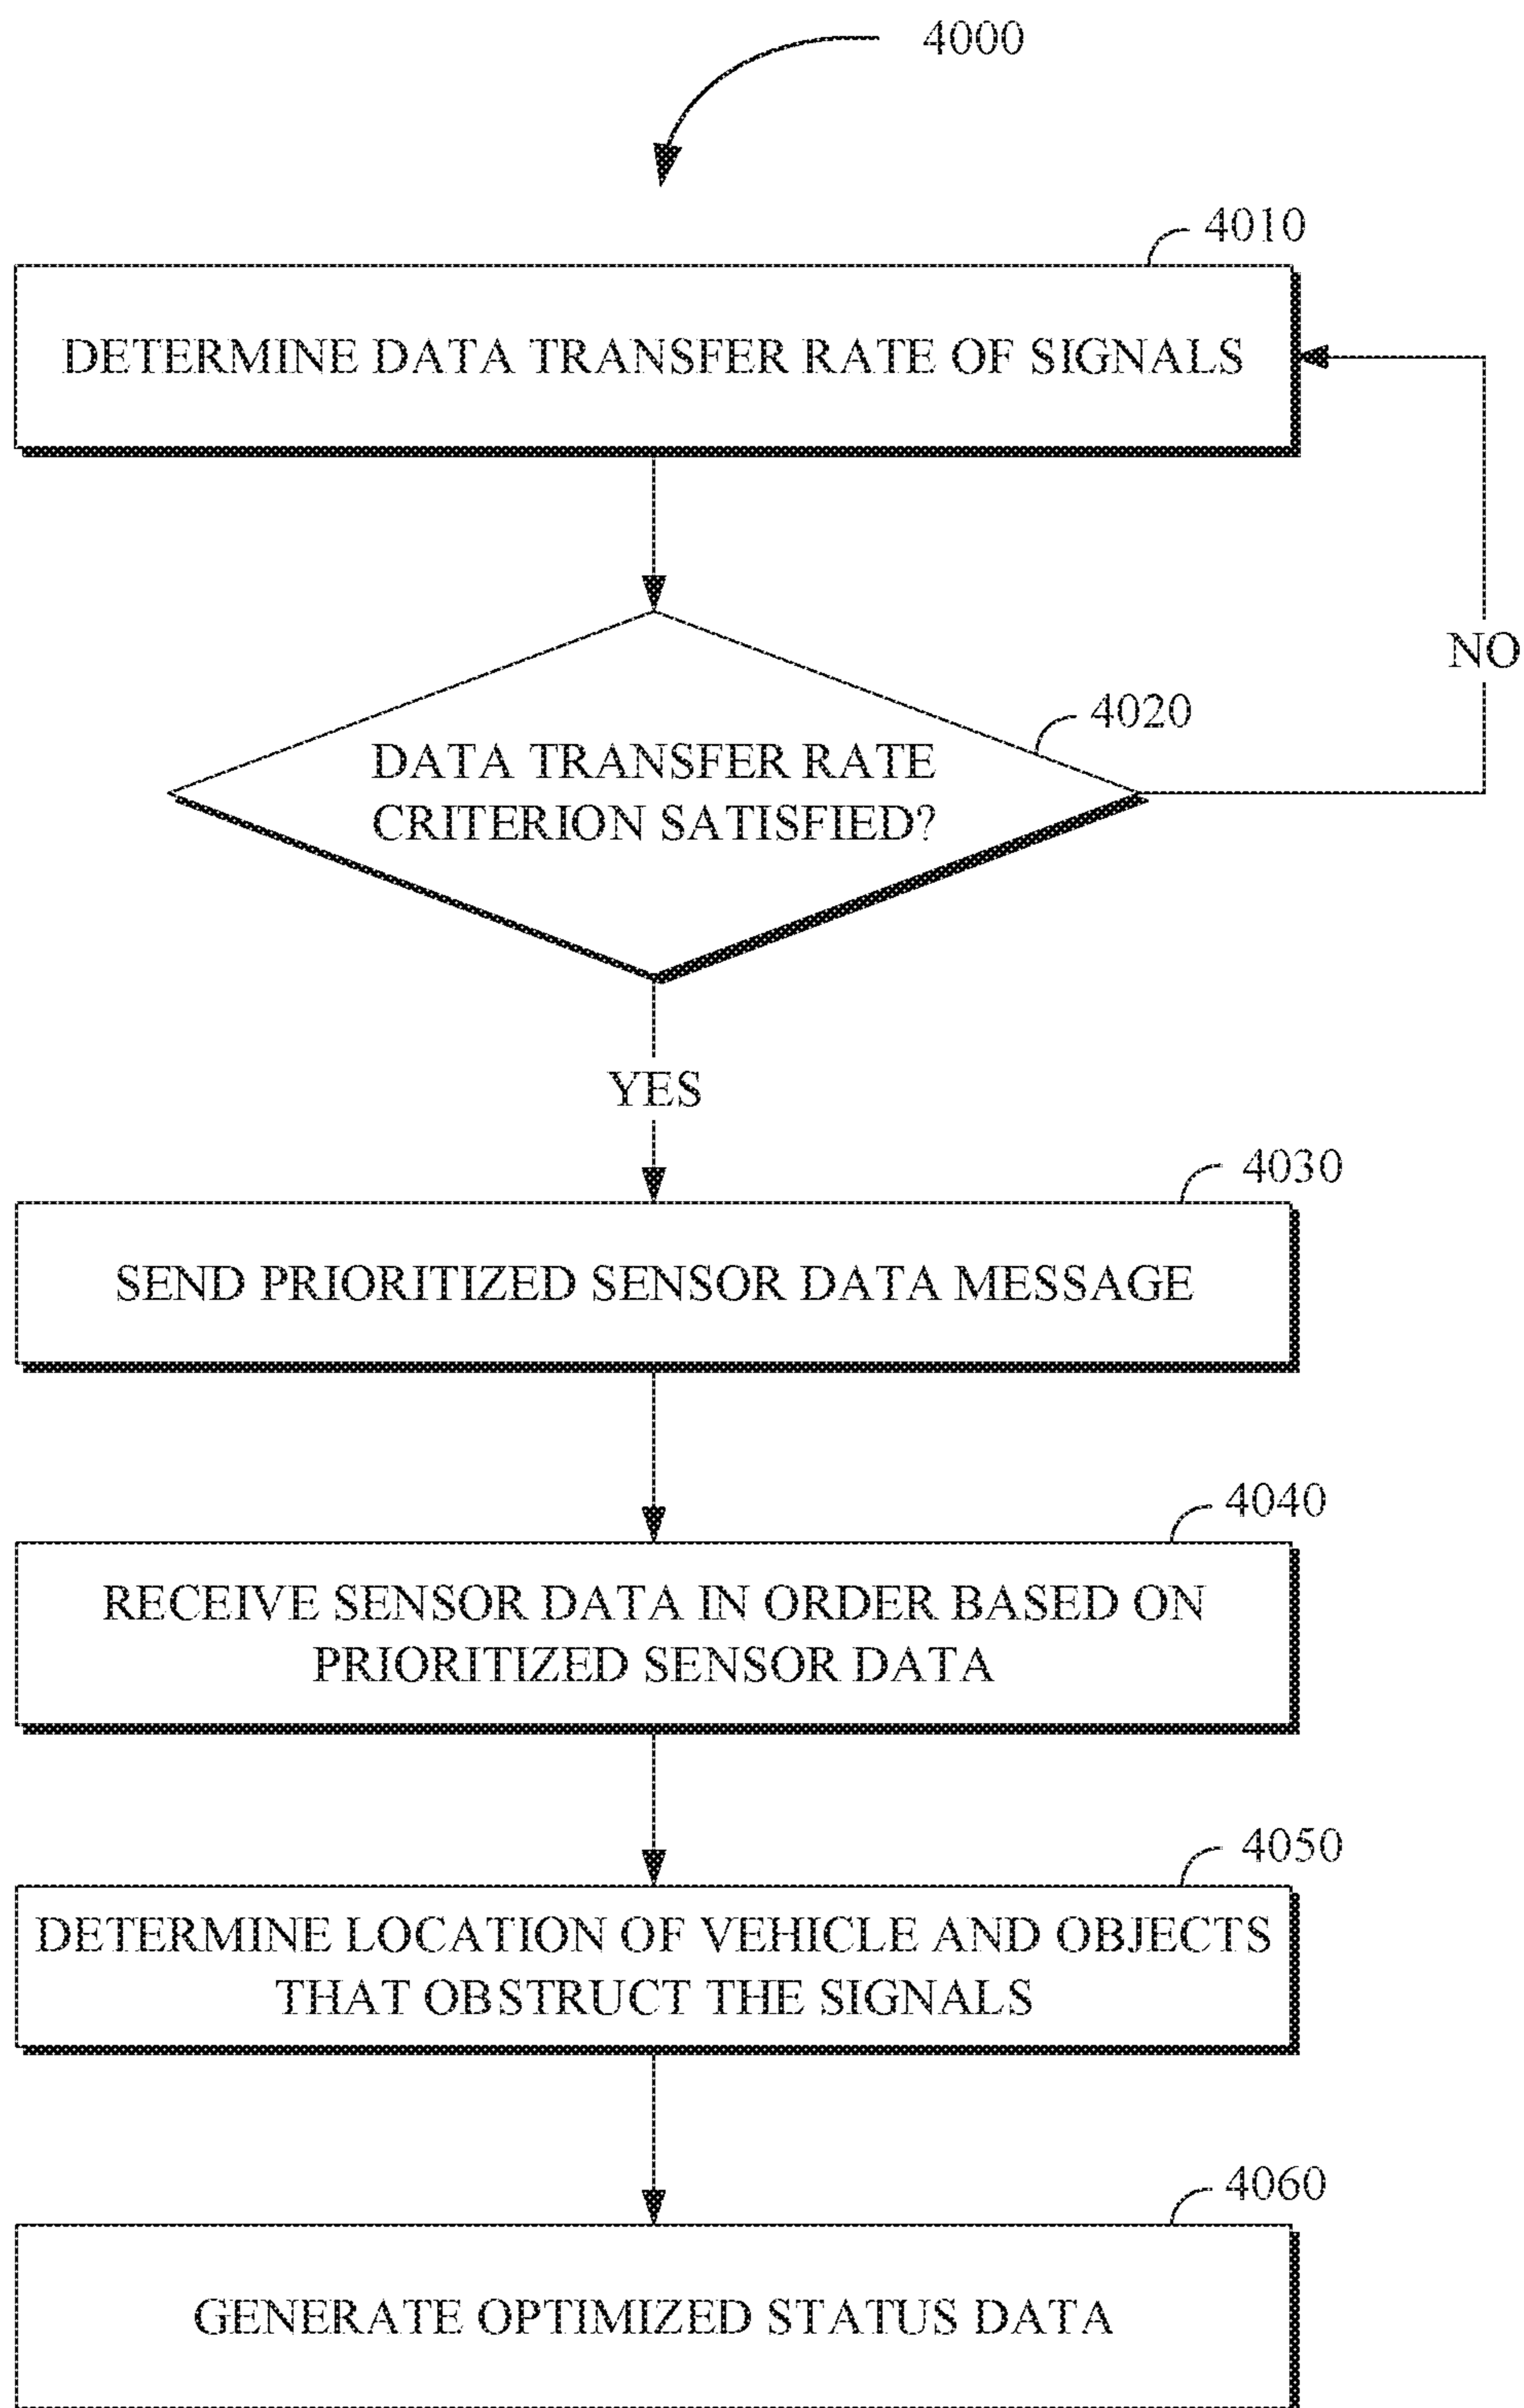 4000
4010
DETERMINE DATA TRANSFER RATE OF SIGNALS
NO
4020
DATA TRANSFER RATE
CRITERION SATISFIED?
YES
4030
SEND PRIORITIZED SENSOR DATA MESSAGE
4040
RECEIVE SENSOR DATA IN ORDER BASED ON
PRIORITIZED SENSOR DATA
4050
DETERMINE LOCATION OF VEHICLE AND OBJECTS
THAT OBSTRUCT THE SIGNALS
4060
GENERATE OPTIMIZED STATUS DATA